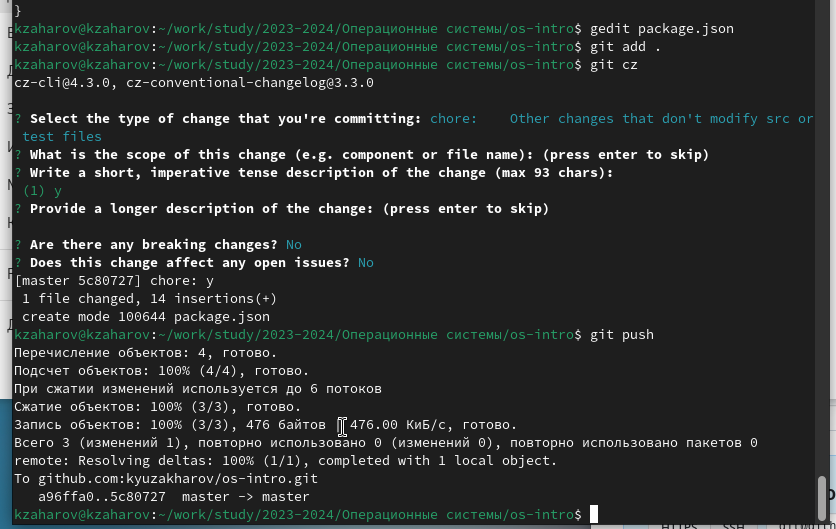 }
kzaharov@kzaharov:~/work/study/2023-2024/Операционные системы/os-intro$ gedit package.json
kzaharov@kzaharov:~/work/study/2023-2024/Операционные системы/os-intro$ git add .
kzaharov@kzaharov:~/work/study/2023-2024/Операционные системы/os-intro$ git cz
cz-cli@4.3.0, cz-conventional-changelog@3.3.0
? Select the type of change that you're committing: chore:    Other changes that don't modify src or
test files
? What is the scope of this change (e.g. component or file name): (press enter to skip)
? Write a short, imperative tense description of the change (max 93 chars):
(1) y
? Provide a longer description of the change: (press enter to skip)
? Are there any breaking changes? No
? Does this change affect any open issues? No
[master 5c80727] chore: y
1 file changed, 14 insertions(+)
create mode 100644 package.json
kzaharov@kzaharov:~/work/study/2023-2024/Операционные системы/os-intro$ git push
Перечисление объектов: 4, готово.
Подсчет объектов: 100% (4/4), готово.
При сжатии изменений используется до 6 потоков
Сжатие объектов: 100% (3/3), готово.
Запись объектов: 100% (3/3), 476 байтов | 476.00 КиБ/с, готово.
Всего 3 (изменений 1), повторно использовано 0 (изменений 0), повторно использовано пакетов 0
remote: Resolving deltas: 100% (1/1), completed with 1 local object.
To github.com:kyuzakharov/os-intro.git
a96ffa0..5c80727  master -> master
kzaharov@kzaharov:~/work/study/2023-2024/Операционные системы/os-intro$